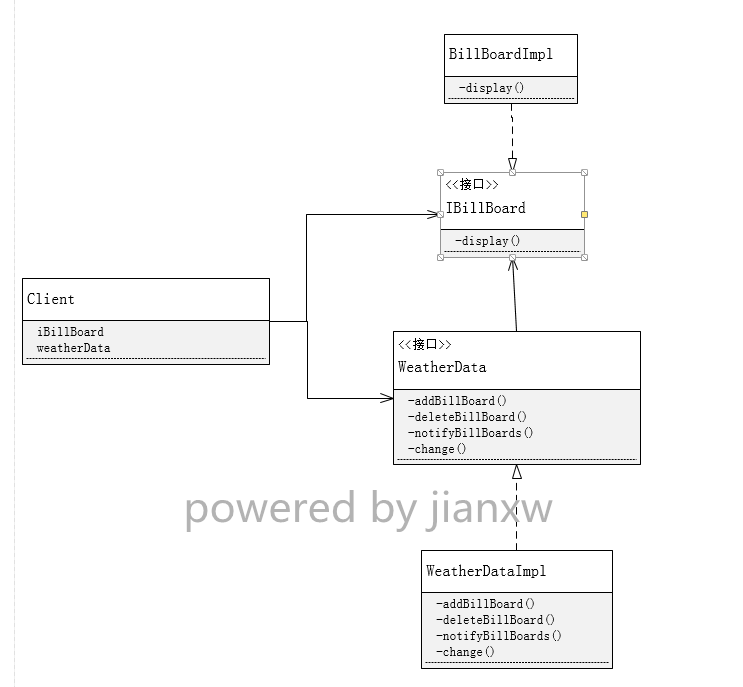 BillBoardImpl
-display()
<<接口>>
IBillBoard
-display()
Client
iBillBoard
weatherData
<<接口>>
WeatherData
-addBillBoard()
-deleteBillBoard()
-notifyBillBoards()
-change()
powered by jianxw
WeatherDataImpl
-addBillBoard()
-deleteBillBoard()
-notifyBillBoards()
-change()